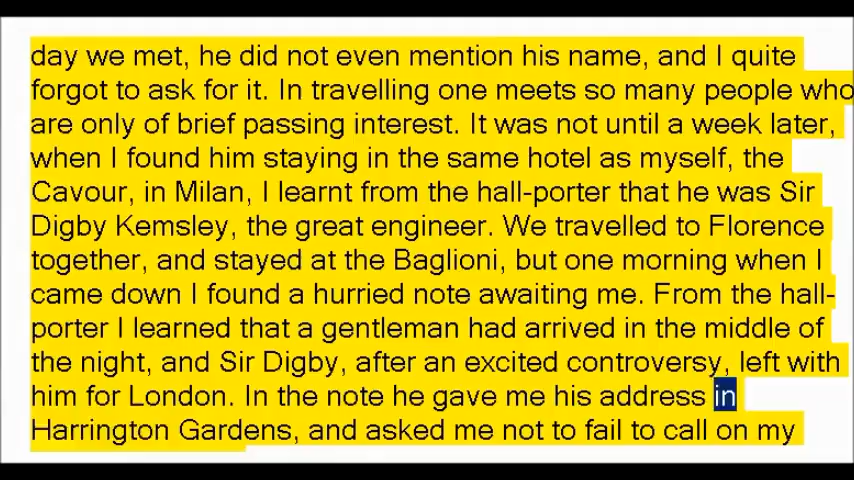 day we met, he did not even mention his name, and I quite
forgot to ask for it. In travelling one meets so many people who
are only of brief passing interest. It was not until a week later,
when I found him staying in the same hotel as myself, the
Cavour, in Milan, I learnt from the hall-porter that he was Sir
Digby Kemsley, the great engineer. We travelled to Florence
together, and stayed at the Baglioni, but one morning when I
came down I found a hurried note awaiting me. From the hall-
porter I learned that a gentleman had arrived in the middle of
the night, and Sir Digby, after an excited controversy, left with
him for London. In the note he gave me his address in
Harrington Gardens, and asked me not to fail to call on my